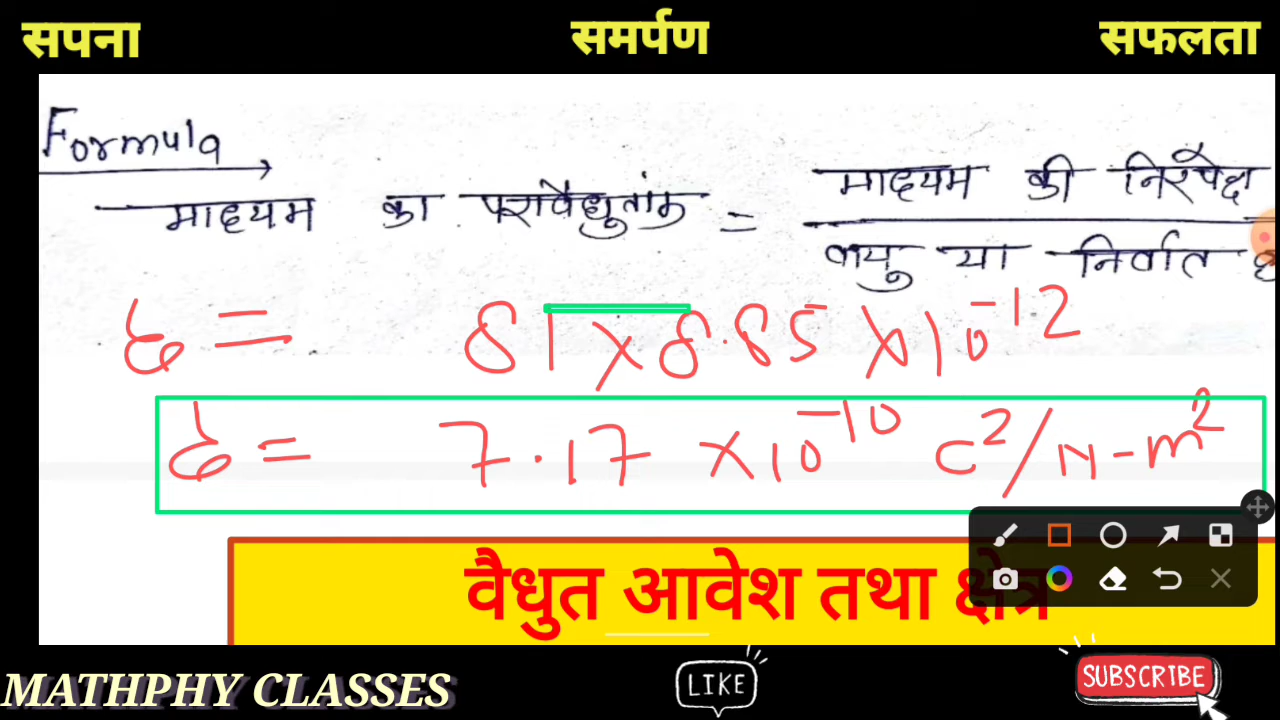 सपना समर्पण सफलता
Formula
माध्यम का परावैधुतांक = माध्यम की निरपेक्ष
वायु या निर्वात
ε = 81 × 8.85 × 10⁻¹²
ε = 7.17 × 10⁻¹⁰ C²/N-m²
वैधुत आवेश तथा क्षेत्र
MATHPHY CLASSES LIKE SUBSCRIBE